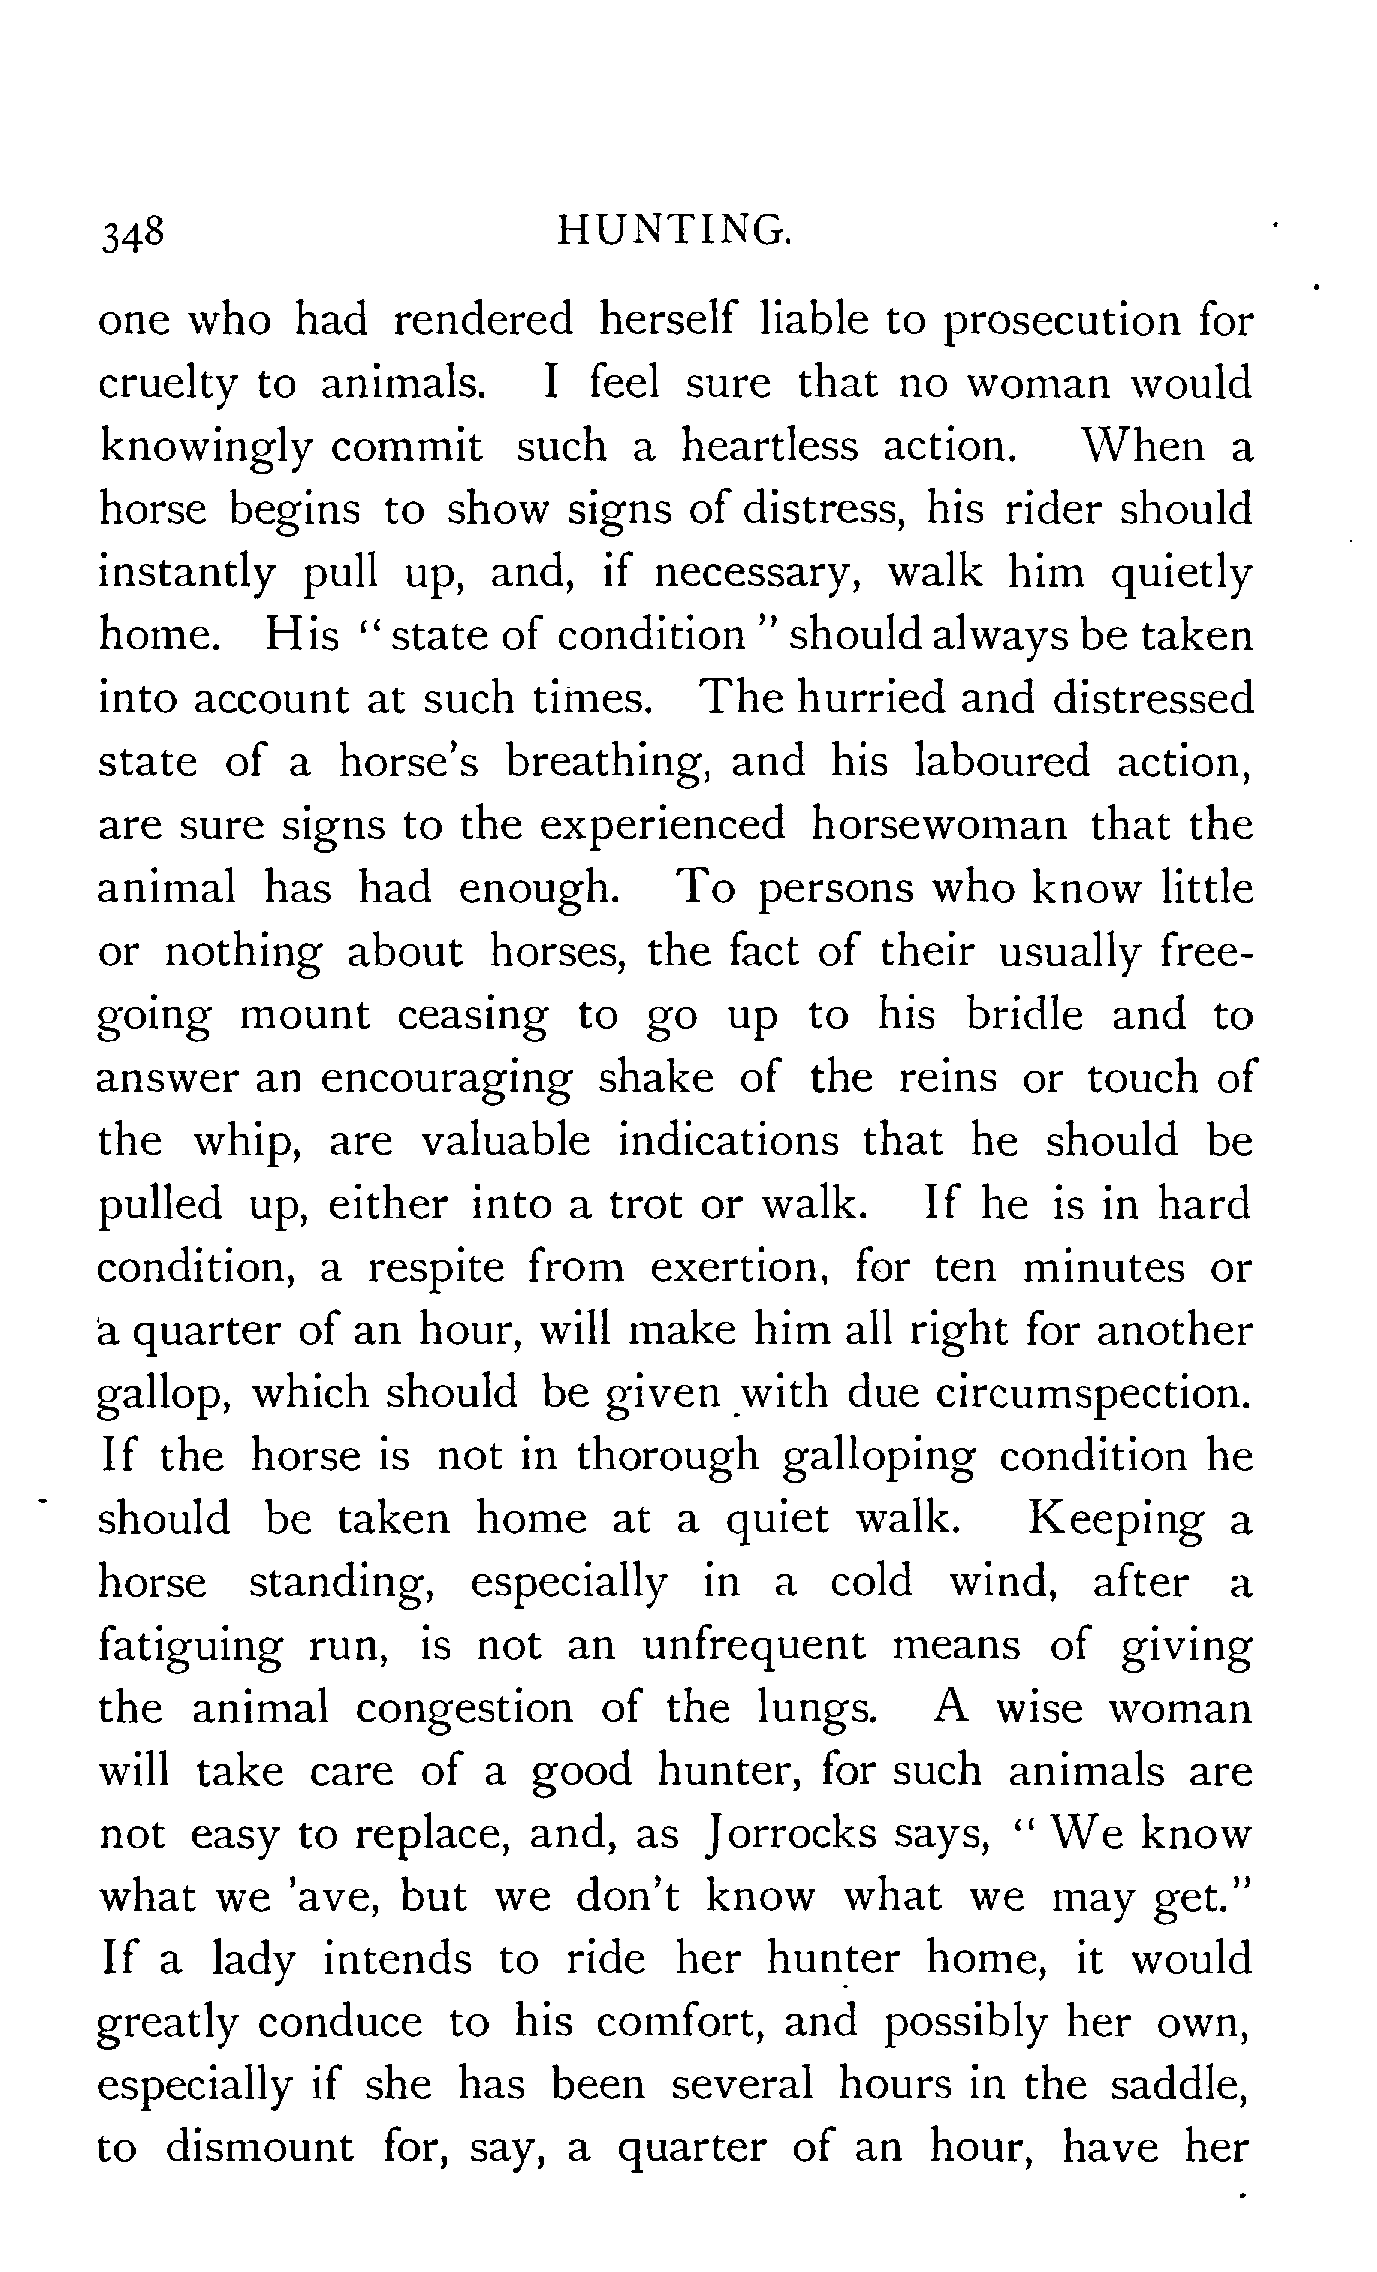 348 HUNTING.
one who had rendered herself liable to prosecution for
cruelty to animals. I feel sure that no woman would
knowingly commit such a heartless action. When a
horse begins to show signs of distress, his rider should
instantly pull up, and, if necessary, walk him quietly
home. His “ state of condition ” should always be taken
into account at such times. The hurried and distressed
state of a horse’s breathing, and his laboured action,
are sure signs to the experienced horsewoman that the
animal has had enough. To persons who know little
or nothing about horses, the fact of their usually free-
going mount ceasing to go up to his bridle and to
answer an encouraging shake of the reins or touch of
the whip, are valuable indications that he should be
pulled up, either into a trot or walk. If he is in hard
condition, a respite from exertion, for ten minutes or
a quarter of an hour, will make him all right for another
gallop, which should be given with due circumspection.
If the horse is not in thorough galloping condition he
should be taken home at a quiet walk. Keeping a
horse standing, especially in a cold wind, after a
fatiguing run, is not an unfrequent means of giving
the animal congestion of the lungs. A wise woman
will take care of a good hunter, for such animals are
not easy to replace, and, as Jorrocks says, “ We know
what we ’ave, but we don’t know what we may get.”
If a lady intends to ride her hunter home, it would
greatly conduce to his comfort, and possibly her own,
especially if she has been several hours in the saddle,
to dismount for, say, a quarter of an hour, have her